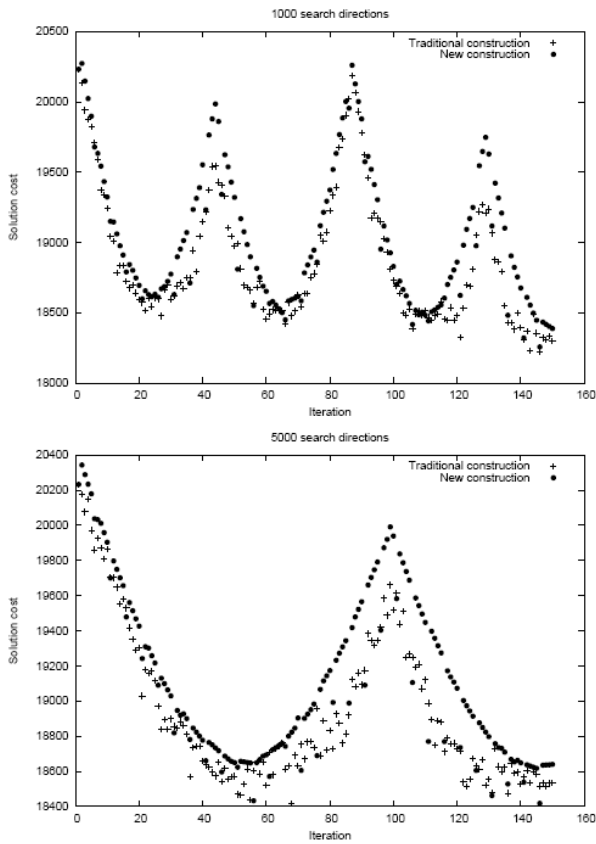 1000 search directions
20500
20000
19500
19000
18500
18000
Solution cost
Traditional construction +
New construction •
0 20 40 60 80 100 120 140 160
Iteration
5000 search directions
20400
20200
20000
19800
19600
19400
19200
19000
18800
18600
18400
Solution cost
Traditional construction +
New construction •
0 20 40 60 80 100 120 140 160
Iteration